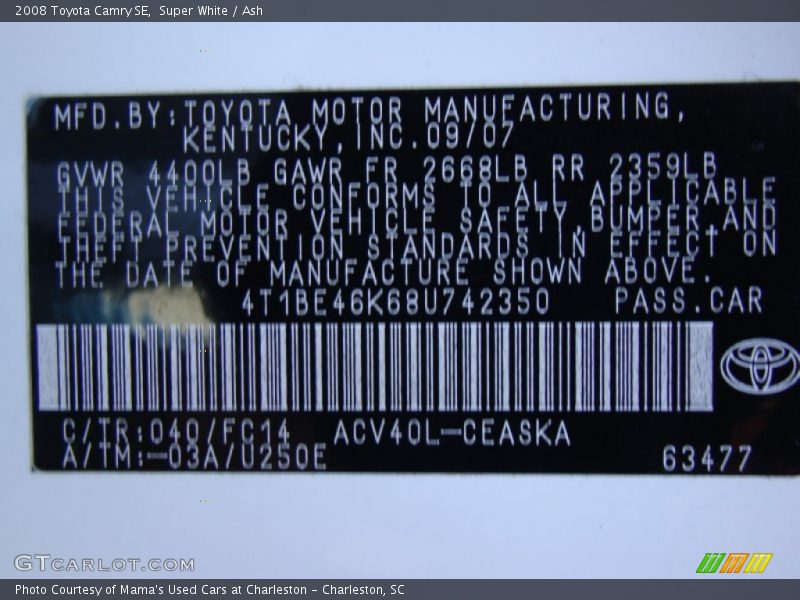 2008 Toyota Camry SE,  Super White / Ash
MFD.BY:TOYOTA MOTOR MANUFACTURING,
KENTUCKY,INC.09/07
GVWR 4400LB GAWR FR 2668LB RR 2359LB
THIS VEHICLE CONFORMS TO ALL APPLICABLE
FEDERAL MOTOR VEHICLE SAFETY,BUMPER,AND
THEFT PREVENTION STANDARDS IN EFFECT ON
THE DATE OF MANUFACTURE SHOWN ABOVE.
4T1BE46K68U742350 PASS.CAR
C/TR:040/FC14 ACV40L-CEASKA
A/TM:-03A/U250E 63477
GTCARLOT.COM
Photo Courtesy of Mama's Used Cars at Charleston - Charleston, SC